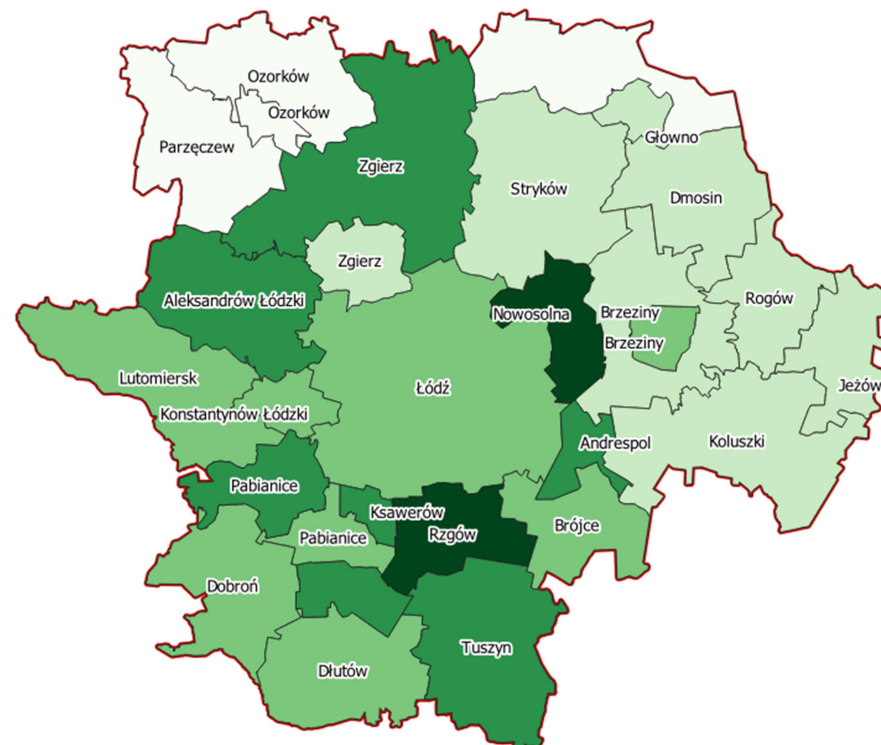 Ozorków
Ozorków
Parzęczew
Głowno
Zgierz
Stryków
Dmosin
Zgierz
Aleksandrów Łódzki
Nowosolna
Brzeziny
Rogów
Brzeziny
Lutomiersk
Łódź
Jeżów
Konstantynów Łódzki
Andrespol
Koluszki
Pabianice
Ksawerów
Rzgów
Brójce
Pabianice
Dobroń
Tuszyn
Dłutów